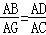 AB/AG = AD/AC